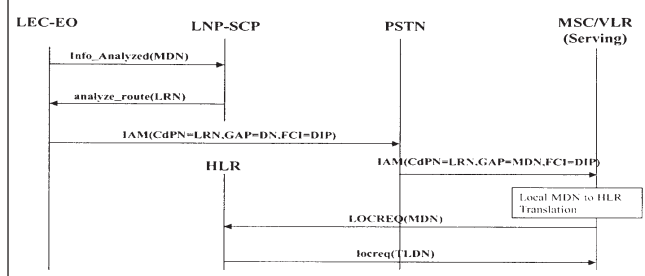 LEC-EO
LNP-SCP
PSTN
MSC/VLR
(Serving)
Info_Analyzed(MDN)
analyze_route(LRN)
IAM(CdPN=LRN,GAP=DN,FCI=DIP)
HLR
IAM(CdPN=LRN,GAP=MDN,FCI=DIP)
Local MDN to HLR
Translation
LOCREQ(MDN)
locreq(TLDN)